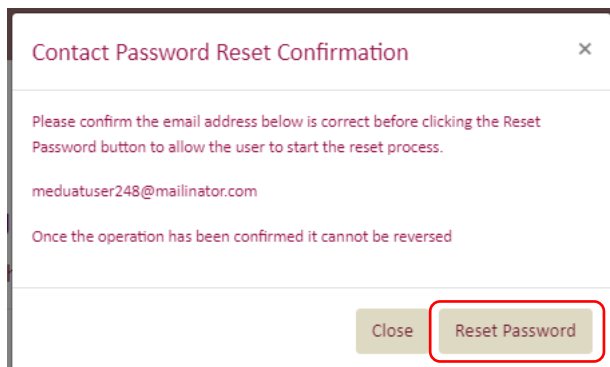 Contact Password Reset Confirmation ×
Please confirm the email address below is correct before clicking the Reset
Password button to allow the user to start the reset process.
meduatuser248@mailinator.com
Once the operation has been confirmed it cannot be reversed
Close Reset Password